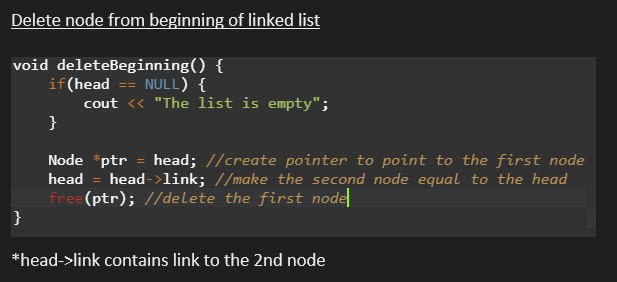 Delete node from beginning of linked list
void deleteBeginning() {
    if(head == NULL) {
        cout << "The list is empty";
    }

    Node *ptr = head; //create pointer to point to the first node
    head = head->link; //make the second node equal to the head
    free(ptr); //delete the first node
}
*head->link contains link to the 2nd node